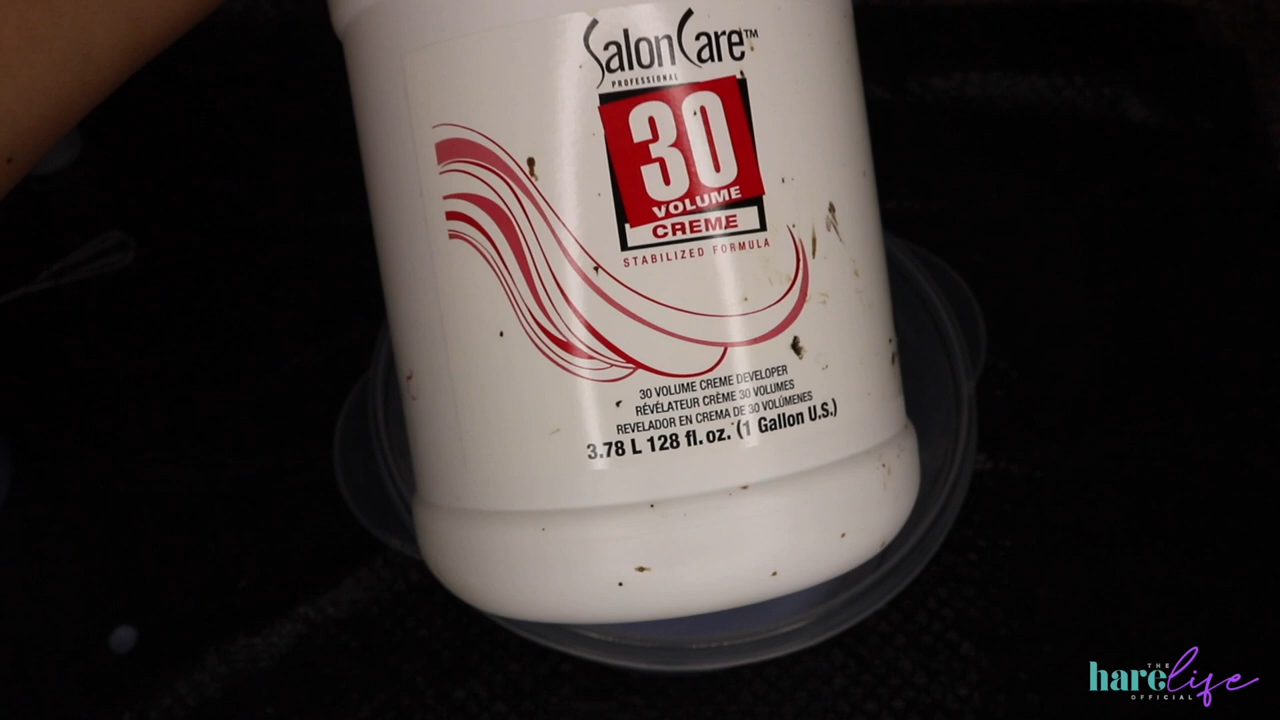 SalonCare™
PROFESSIONAL
30
VOLUME
CREME
STABILIZED FORMULA
30 VOLUME CREME DEVELOPER
RÉVÉLATEUR CRÈME 30 VOLUMES
REVELADOR EN CREMA DE 30 VOLÚMENES
3.78 L 128 fl. oz. (1 Gallon U.S.)
THE
harelife
OFFICIAL